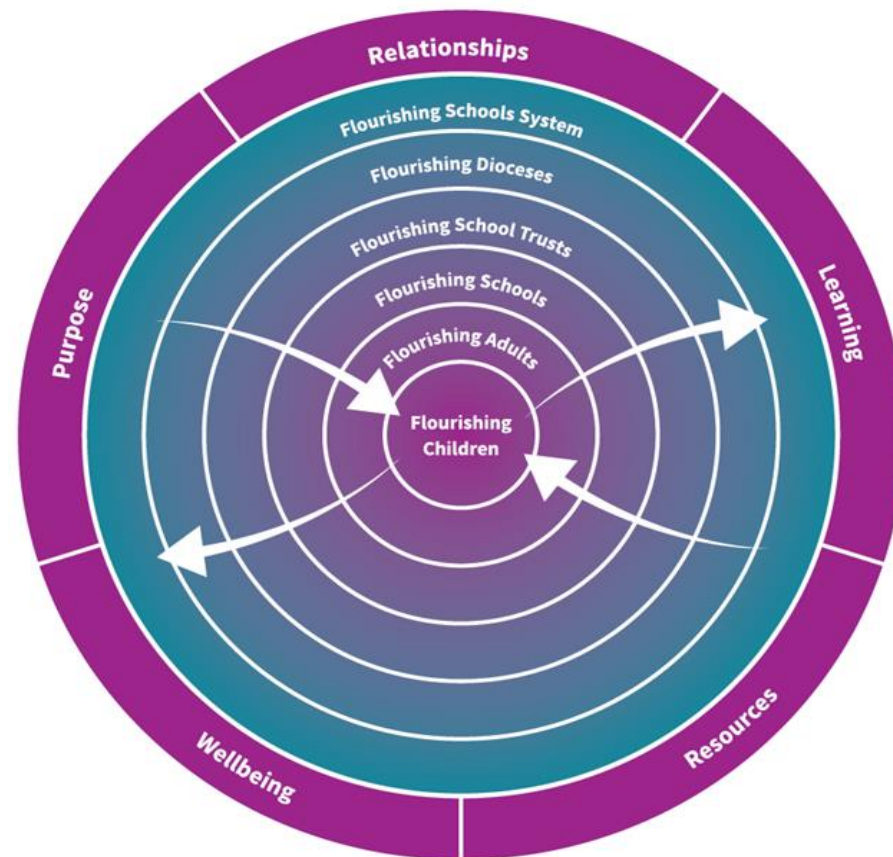 Relationships
Flourishing Schools System
Flourishing Dioceses
Flourishing School Trusts
Flourishing Schools
Flourishing Adults
Flourishing
Children
Purpose
Learning
Wellbeing
Resources